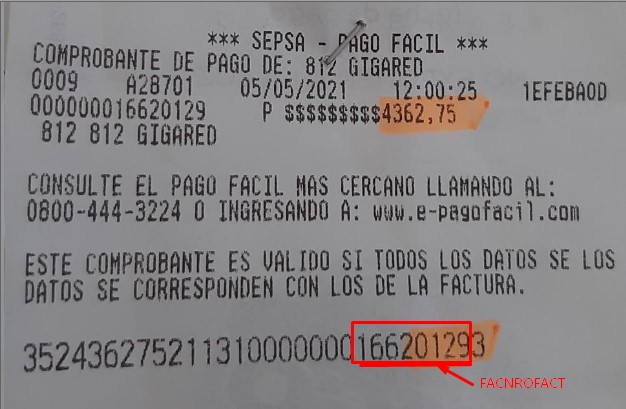 *** SEPSA - PAGO FACIL ***
COMPROBANTE DE PAGO DE: 812 GIGARED
0009 A28701 05/05/2021 12:00:25 1EFEBAOD
000000016620129 P $$$$$$$$$4362,75
812 812 GIGARED
CONSULTE EL PAGO FACIL MAS CERCANO LLAMANDO AL:
0800-444-3224 O INGRESANDO A: www.e-pagofacil.com
ESTE COMPROBANTE ES VALIDO SI TODOS LOS DATOS SE LOS
DATOS SE CORRESPONDEN CON LOS DE LA FACTURA.
352436275211310000000166201293
FACNROFACT